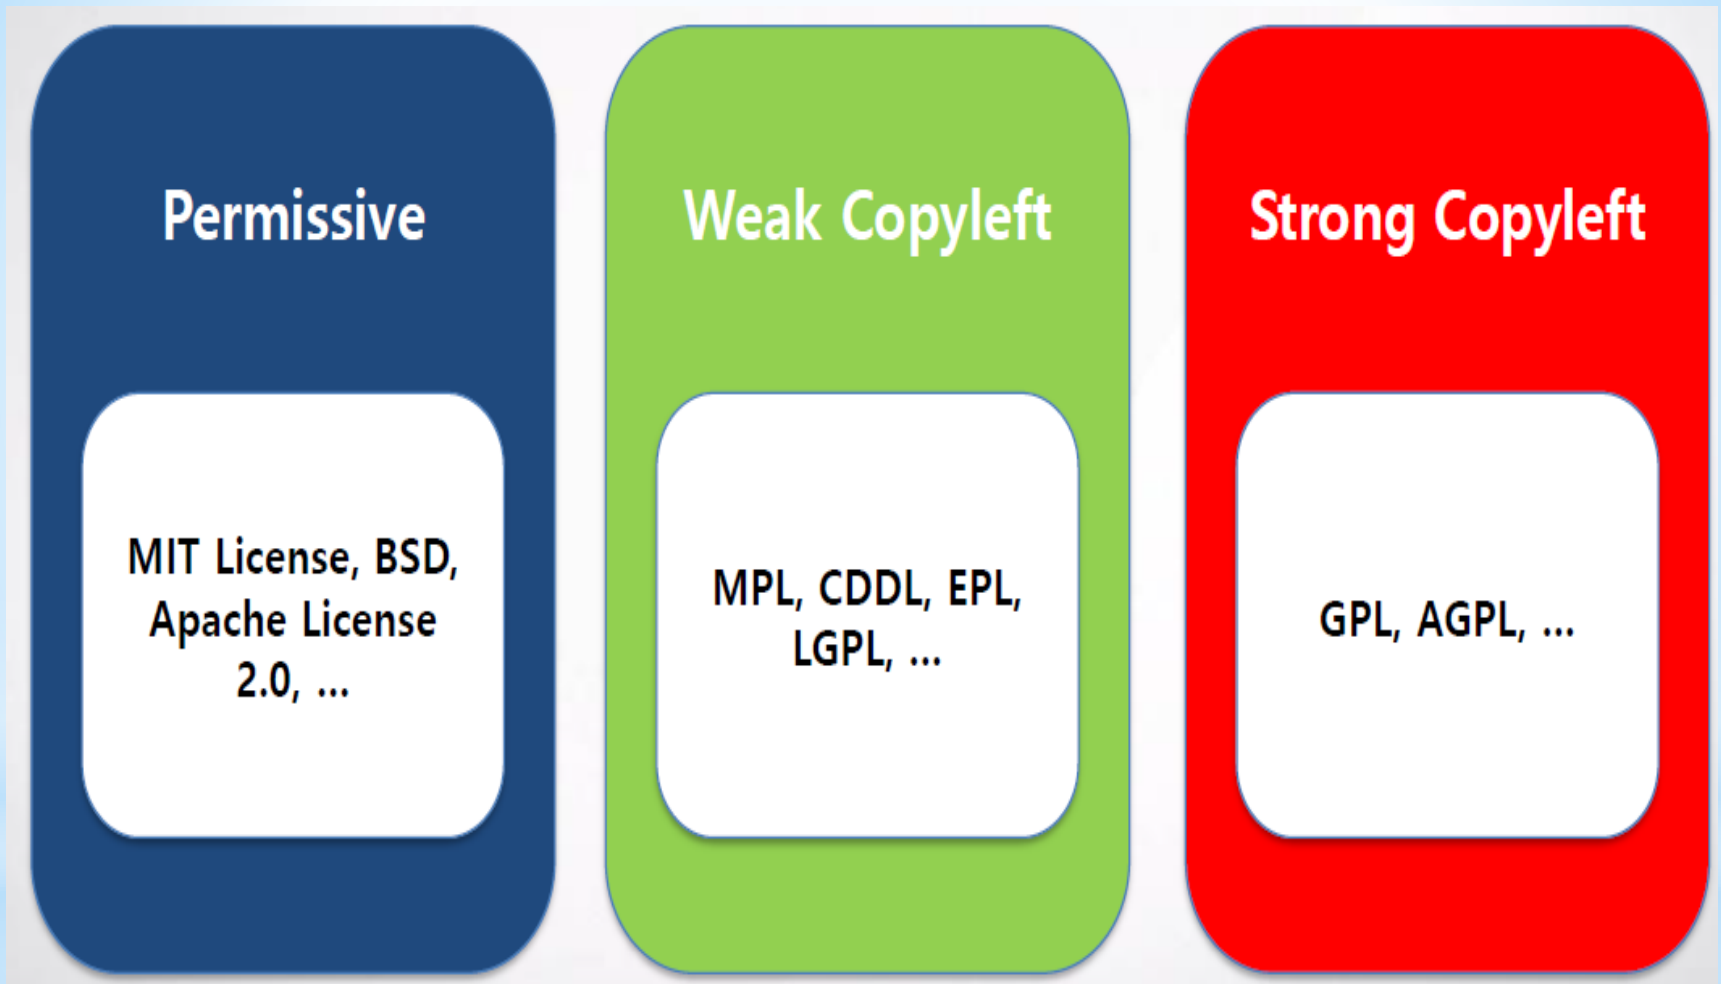 Permissive
MIT License, BSD,
Apache License
2.0, ...
Weak Copyleft
MPL, CDDL, EPL,
LGPL, ...
Strong Copyleft
GPL, AGPL, ...